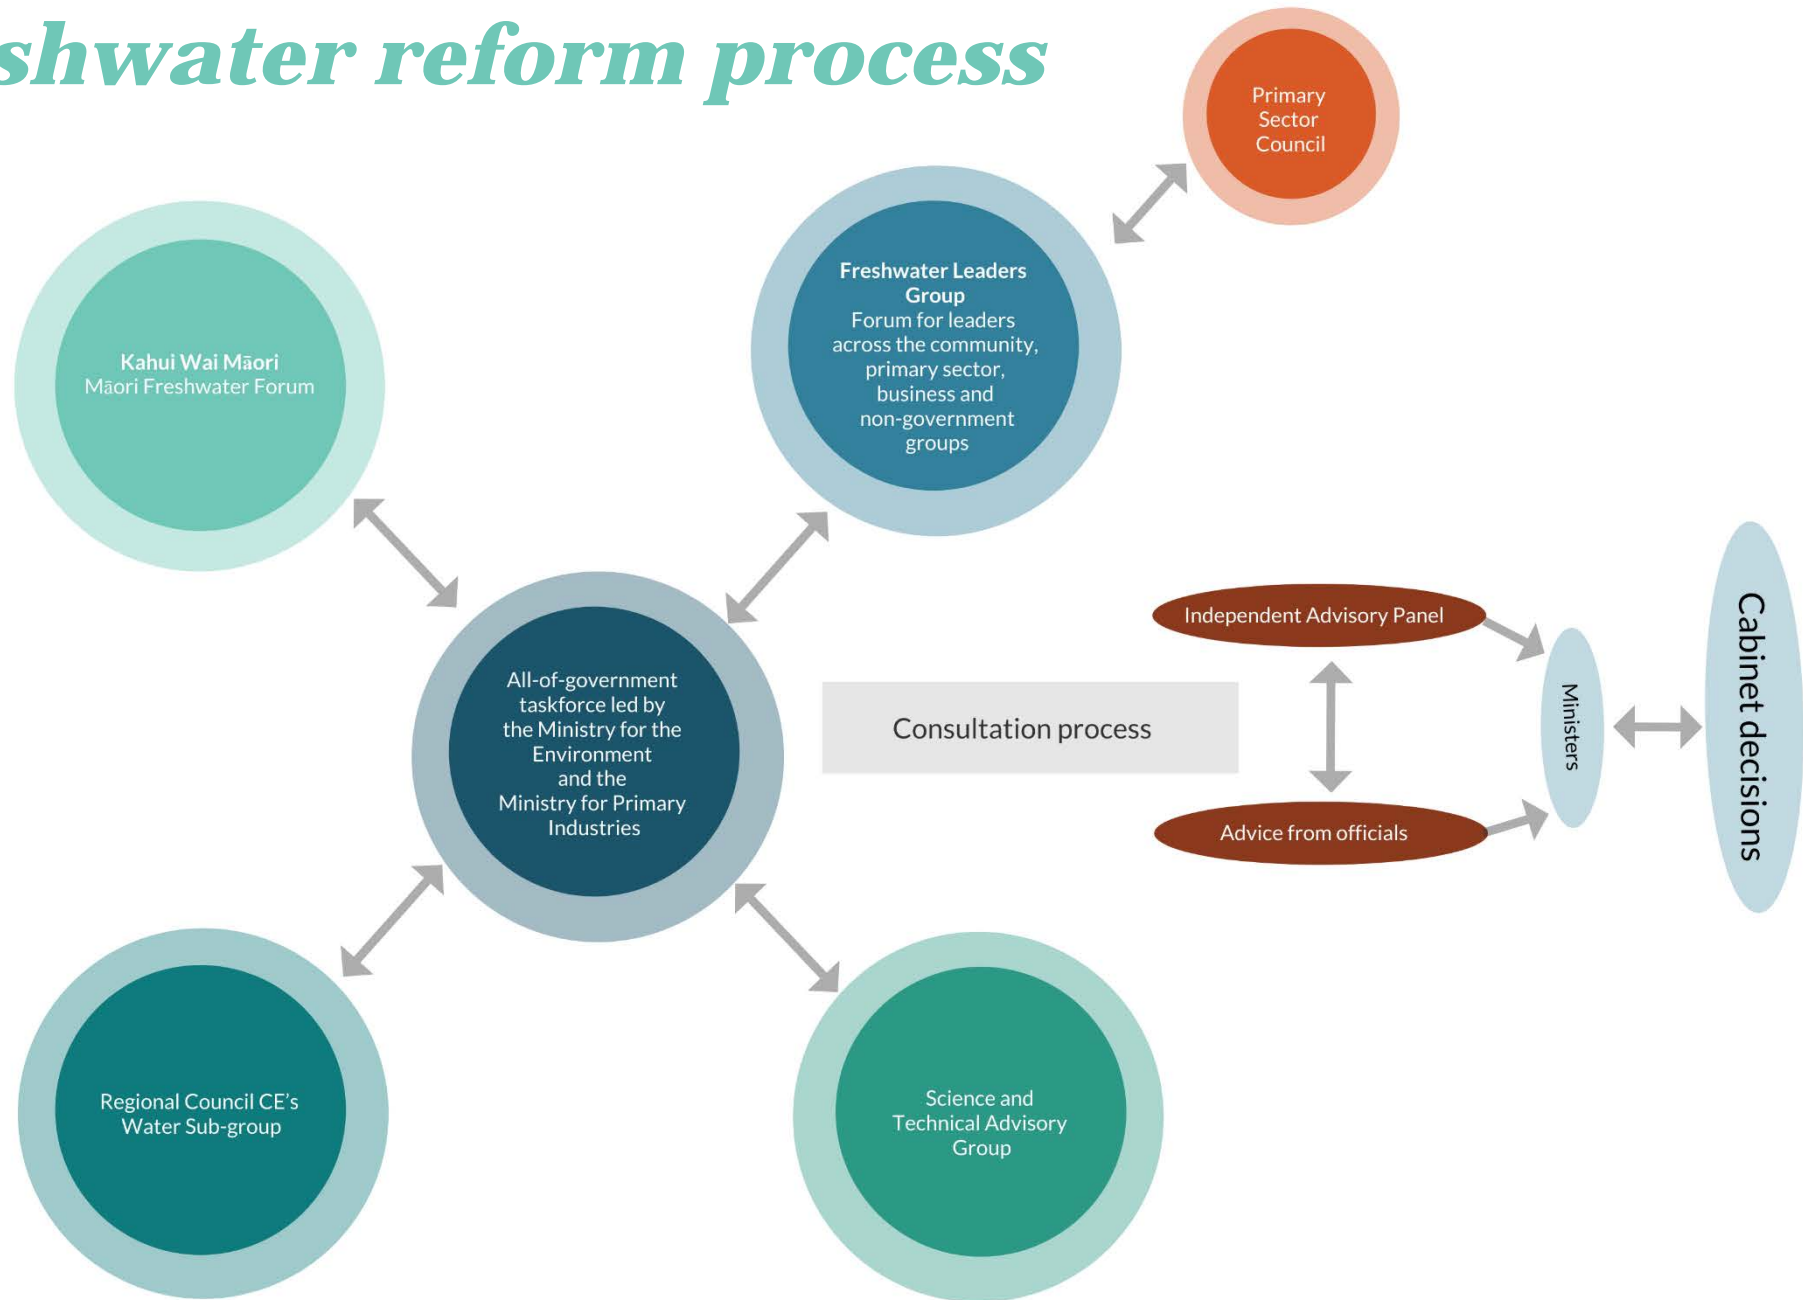 shwater reform process
Primary
Sector
Council
Freshwater Leaders
Group
Forum for leaders
across the community,
primary sector,
business and
non-government
groups
Kahui Wai Māori
Māori Freshwater Forum
All-of-government
taskforce led by
the Ministry for the
Environment
and the
Ministry for Primary
Industries
Consultation process
Independent Advisory Panel
Advice from officials
Ministers
Cabinet decisions
Regional Council CE’s
Water Sub-group
Science and
Technical Advisory
Group